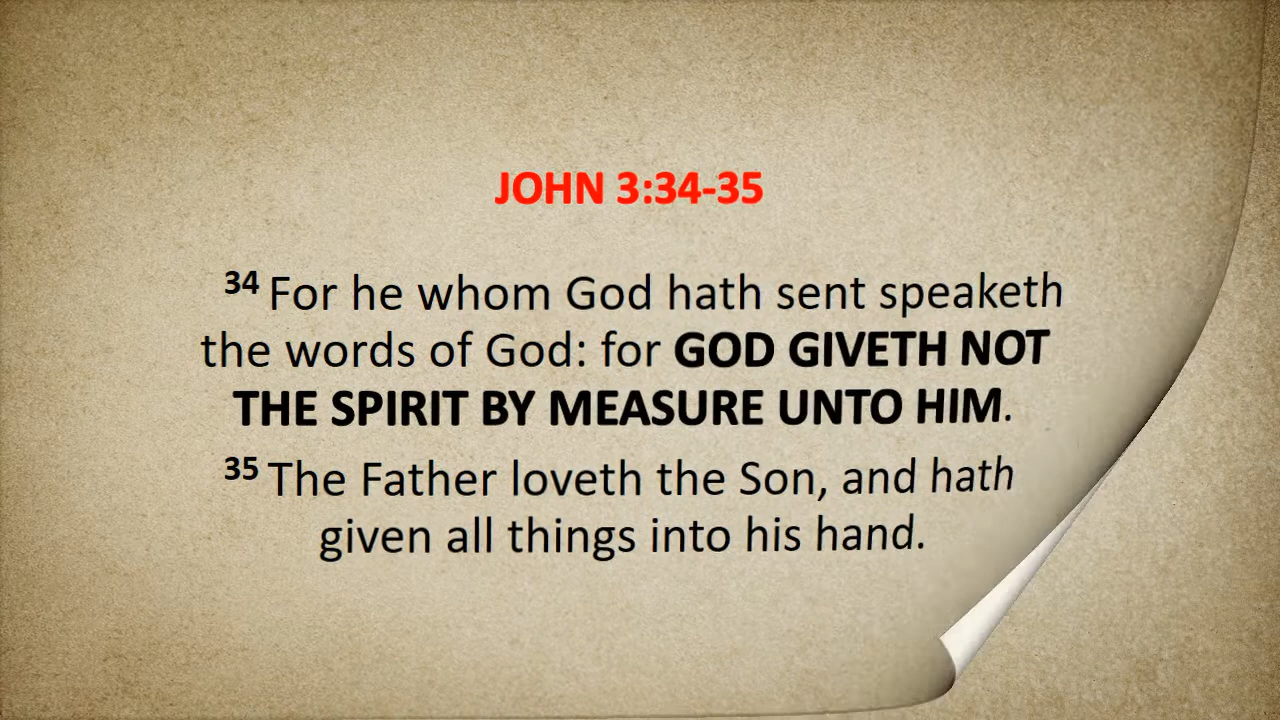 JOHN 3:34-35
34 For he whom God hath sent speaketh
the words of God: for GOD GIVETH NOT
THE SPIRIT BY MEASURE UNTO HIM.
35 The Father loveth the Son, and hath
given all things into his hand.